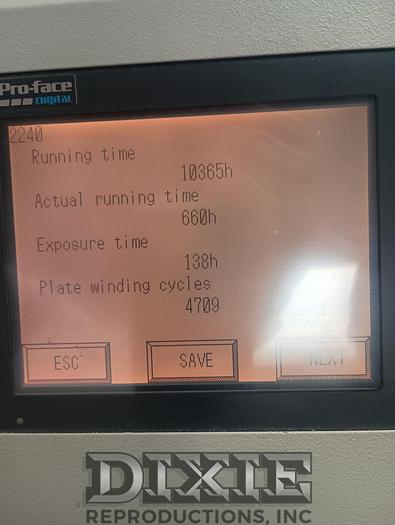 Pro-face
DIGITAL
2240
Running time
10365h
Actual running time
660h
Exposure time
138h
Plate winding cycles
4709
ESC
SAVE
NEXT
DIXIE
REPRODUCTIONS, INC